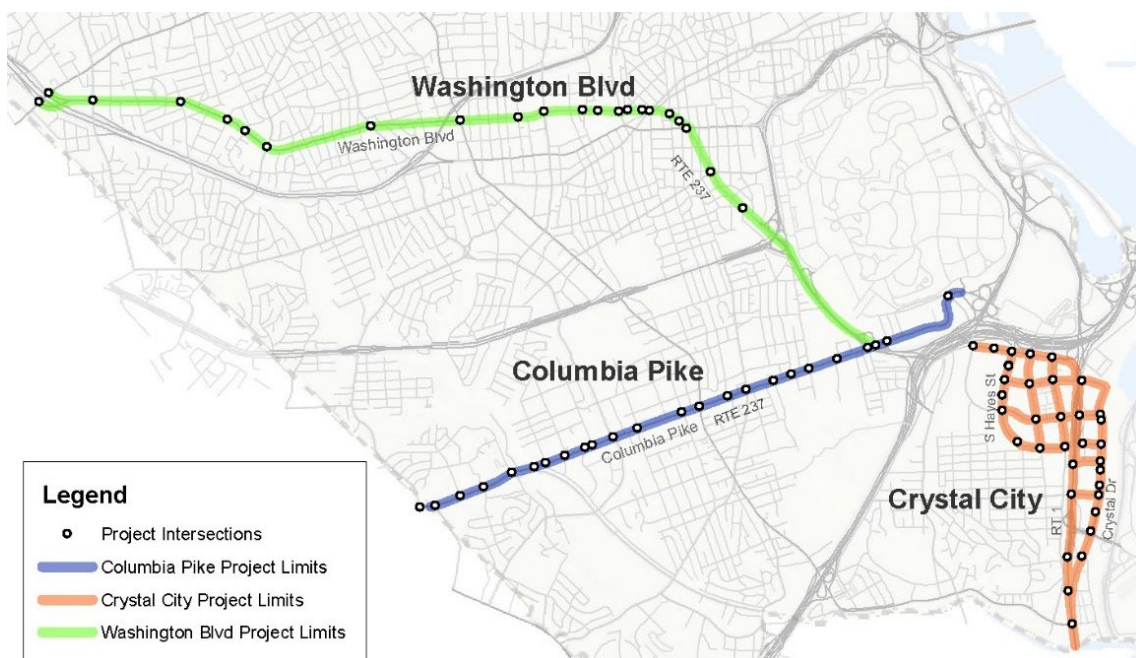 Washington Blvd
Washington Blvd
RTE 237
Columbia Pike
RTE 237
Columbia Pike
S Hayes St
Crystal City
RT 1
Crystal Dr
Legend
Project Intersections
Columbia Pike Project Limits
Crystal City Project Limits
Washington Blvd Project Limits